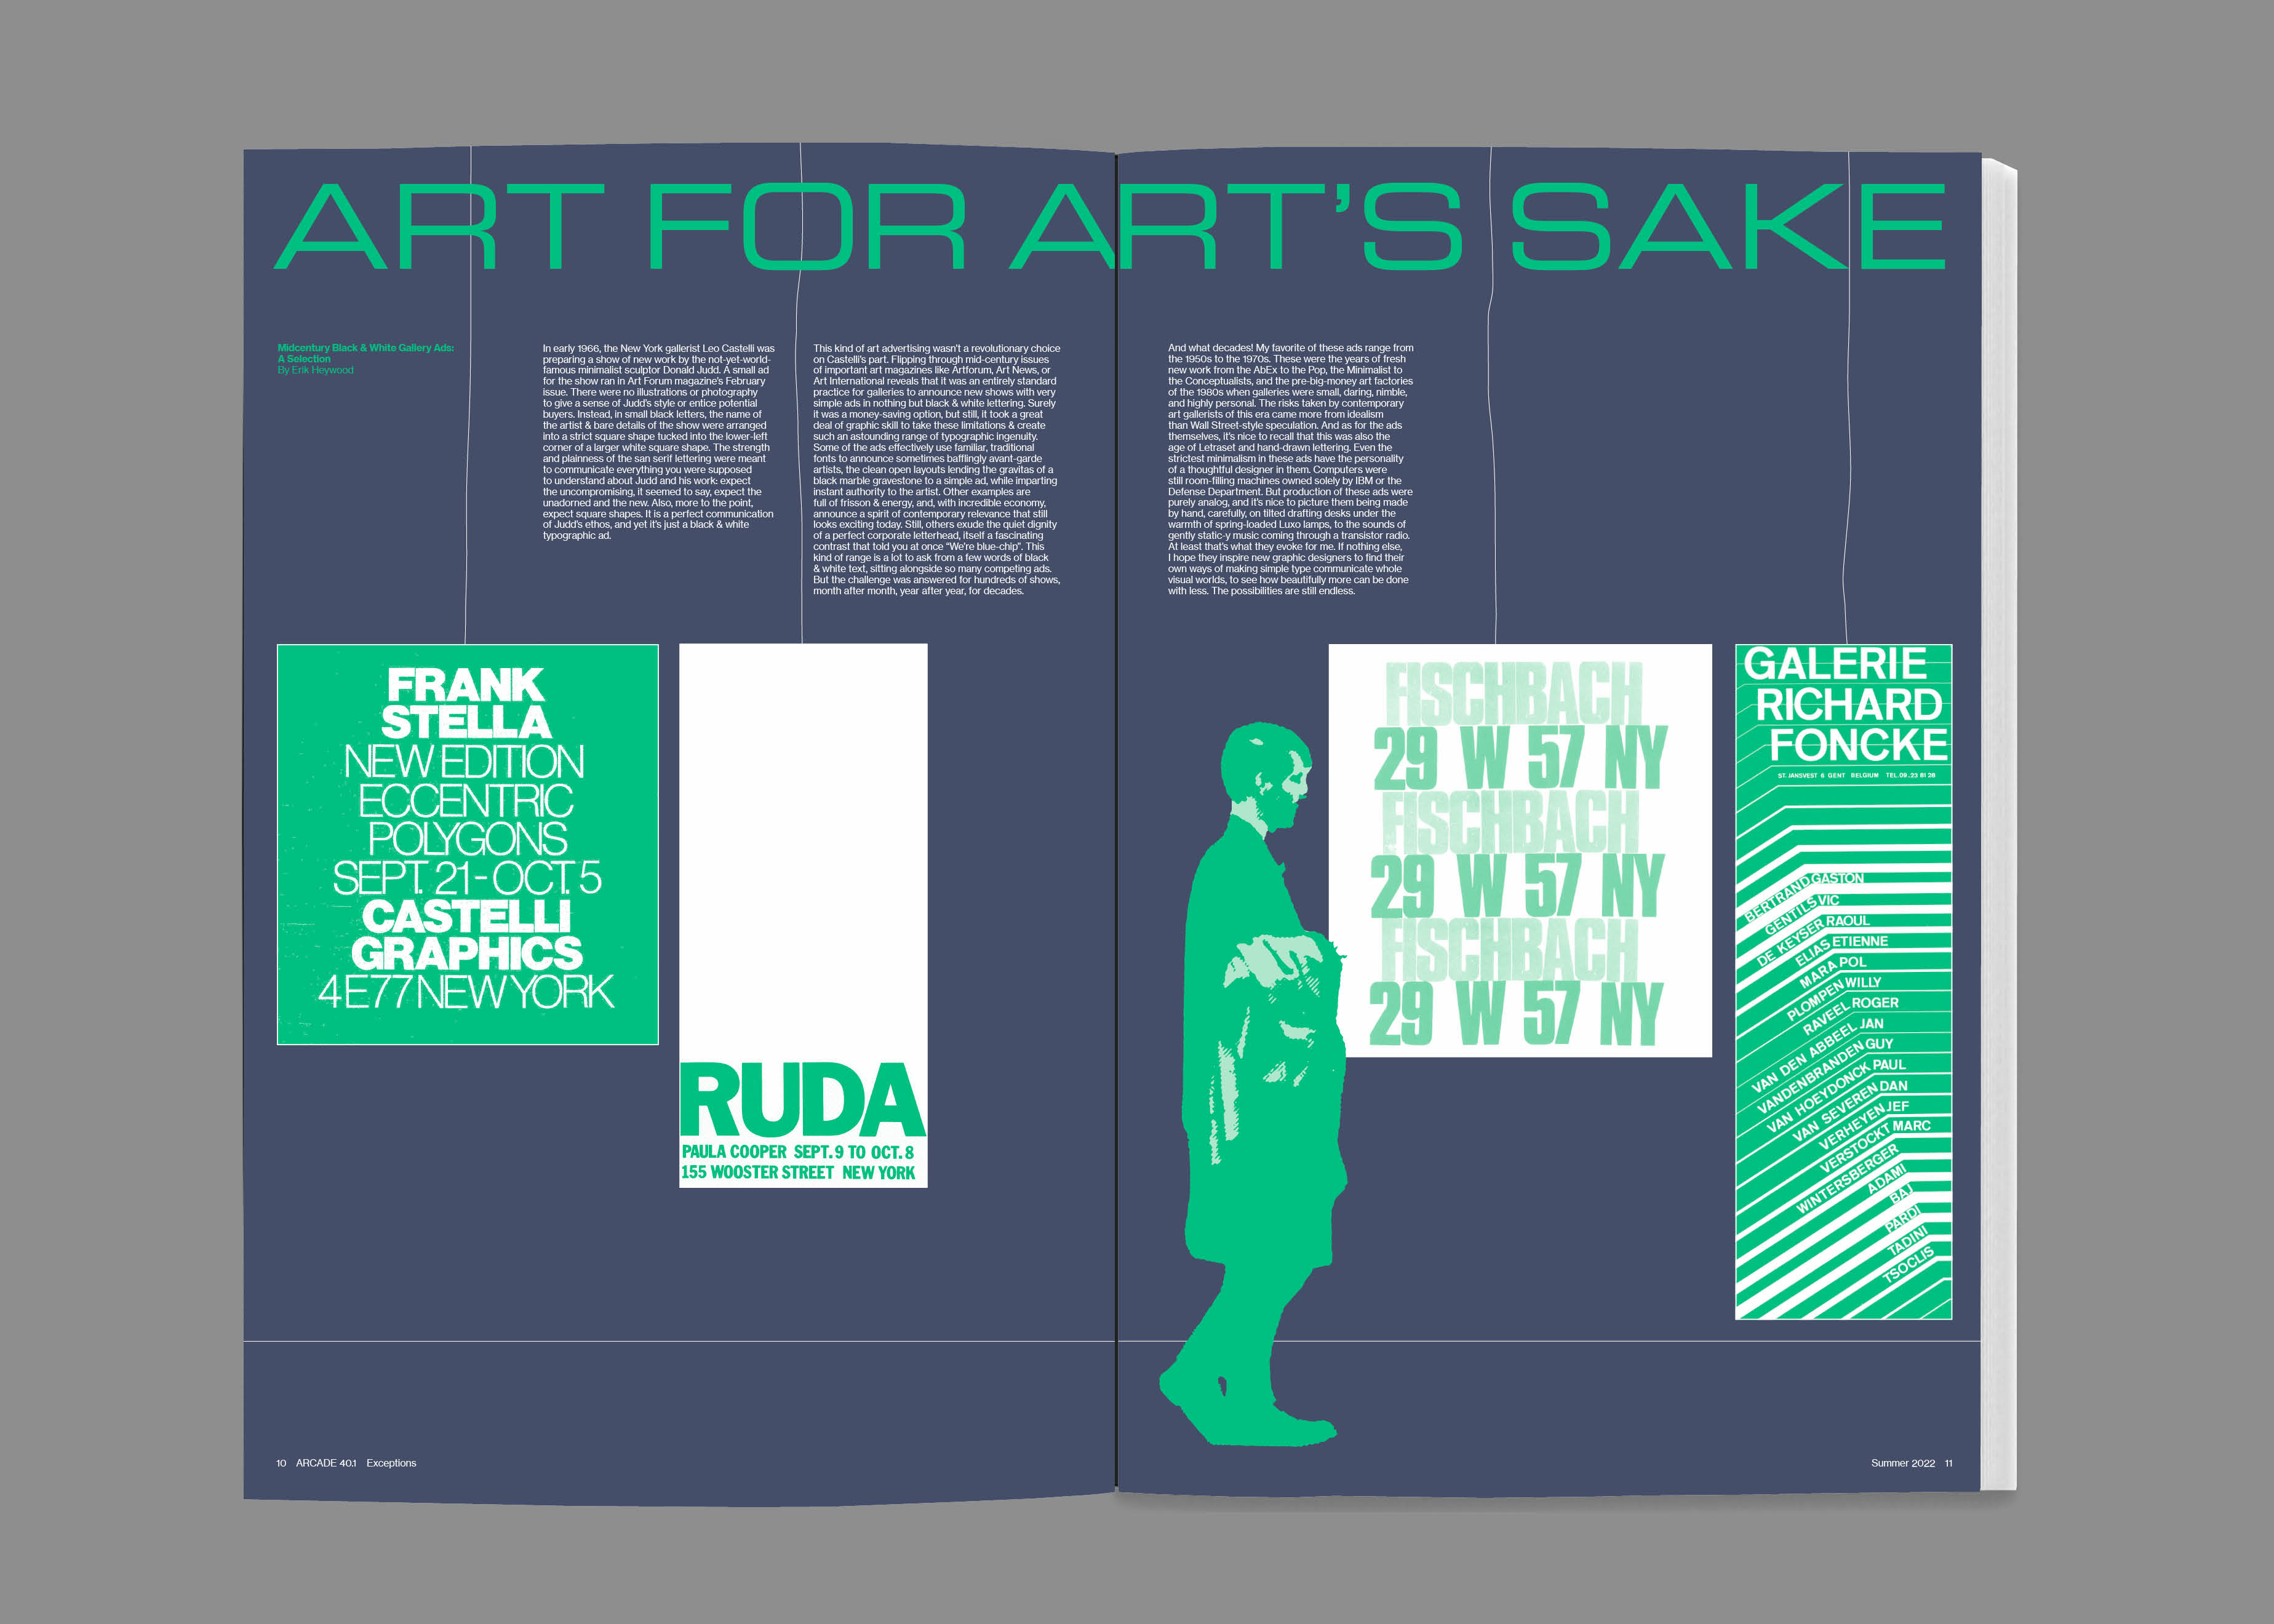 ART FOR ART’S SAKE
Midcentury Black & White Gallery Ads:
A Selection
By Erik Heywood
In early 1966, the New York gallerist Leo Castelli was
preparing a show of new work by the not-yet-world-
famous minimalist sculptor Donald Judd. A small ad
for the show ran in Art Forum magazine’s February
issue. There were no illustrations or photography
to give a sense of Judd’s style or entice potential
buyers. Instead, in small black letters, the name of
the artist & bare details of the show were arranged
into a strict square shape tucked into the lower-left
corner of a larger white square shape. The strength
and plainness of the san serif lettering were meant
to communicate everything you were supposed
to understand about Judd and his work: expect
the uncompromising, it seemed to say, expect the
unadorned and the new. Also, more to the point,
expect square shapes. It is a perfect communication
of Judd’s ethos, and yet it’s just a black & white
typographic ad.
This kind of art advertising wasn’t a revolutionary choice
on Castelli’s part. Flipping through mid-century issues
of important art magazines like Artforum, Art News, or
Art International reveals that it was an entirely standard
practice for galleries to announce new shows with very
simple ads in nothing but black & white lettering. Surely
it was a money-saving option, but still, it took a great
deal of graphic skill to take these limitations & create
such an astounding range of typographic ingenuity.
Some of the ads effectively use familiar, traditional
fonts to announce sometimes bafflingly avant-garde
artists, the clean open layouts lending the gravitas of a
black marble gravestone to a simple ad, while imparting
instant authority to the artist. Other examples are
full of frisson & energy, and, with incredible economy,
announce a spirit of contemporary relevance that still
looks exciting today. Still, others exude the quiet dignity
of a perfect corporate letterhead, itself a fascinating
contrast that told you at once “We’re blue-chip”. This
kind of range is a lot to ask from a few words of black
& white text, sitting alongside so many competing ads.
But the challenge was answered for hundreds of shows,
month after month, year after year, for decades.
And what decades! My favorite of these ads range from
the 1950s to the 1970s. These were the years of fresh
new work from the AbEx to the Pop, the Minimalist to
the Conceptualists, and the pre-big-money art factories
of the 1980s when galleries were small, daring, nimble,
and highly personal. The risks taken by contemporary
art gallerists of this era came more from idealism
than Wall Street-style speculation. And as for the ads
themselves, it’s nice to recall that this was also the
age of Letraset and hand-drawn lettering. Even the
strictest minimalism in these ads have the personality
of a thoughtful designer in them. Computers were
still room-filling machines owned solely by IBM or the
Defense Department. But production of these ads were
purely analog, and it’s nice to picture them being made
by hand, carefully, on tilted drafting desks under the
warmth of spring-loaded Luxo lamps, to the sounds of
gently static-y music coming through a transistor radio.
At least that’s what they evoke for me. If nothing else,
I hope they inspire new graphic designers to find their
own ways of making simple type communicate whole
visual worlds, to see how beautifully more can be done
with less. The possibilities are still endless.
FRANK
STELLA
NEW EDITION
ECCENTRIC
POLYGONS
SEPT. 21-OCT. 5
CASTELLI
GRAPHICS
4 E 77 NEW YORK
RUDA
PAULA COOPER SEPT. 9 TO OCT. 8
155 WOOSTER STREET NEW YORK
FISCHBACH
29 W 57 NY
FISCHBACH
29 W 57 NY
FISCHBACH
29 W 57 NY
GALERIE
RICHARD
FONCKE
ST. JANSVEST 6 GENT BELGIUM TEL. 09.. 23 81 28
BERTRAND GASTON
GENTILS VIC
DE KEYSER RAOUL
ELIAS ETIENNE
MARA POL
PLOMPEN WILLY
RAVEEL ROGER
VAN DEN ABBEEL JAN
VANDENBRANDEN GUY
VAN HOEYDONCK PAUL
VAN SEVEREN DAN
VERHEYEN JEF
VERSTOCKT MARC
WINTERSBERGER
ADAMI
BAJ
PARDI
TADINI
TSOCLIS
10 ARCADE 40.1 Exceptions
Summer 2022 11